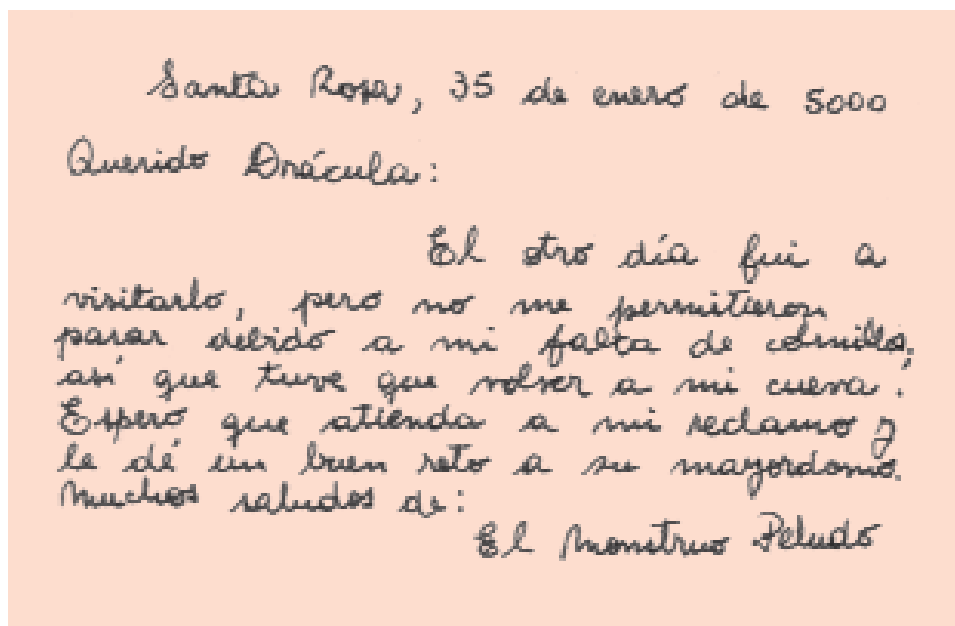 Santa Rosa, 35 de enero de 5000
Querido Drácula:
El otro día fui a
visitarlo, pero no me permitieron
pasar debido a mi falta de colmillos,
así que tuve que volver a mi cueva.
Espero que atienda a mi reclamo y
le dé un buen reto a su mayordomo.
Muchos saludos de:
El Monstruo Peludo